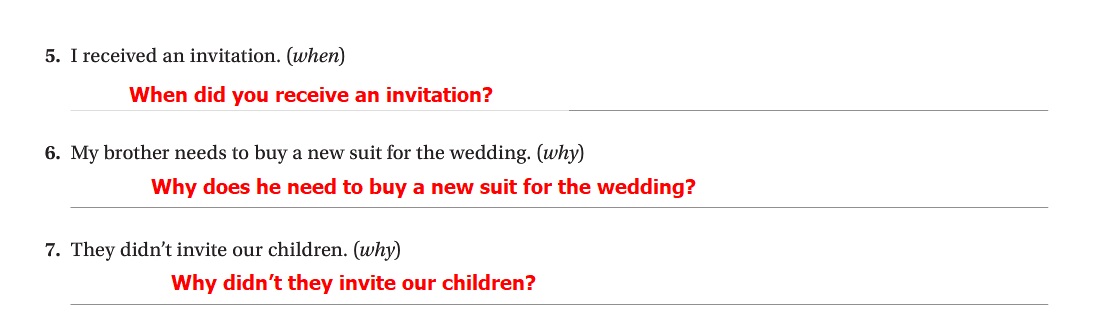 5. I received an invitation. (when)
When did you receive an invitation?
6. My brother needs to buy a new suit for the wedding. (why)
Why does he need to buy a new suit for the wedding?
7. They didn’t invite our children. (why)
Why didn’t they invite our children?